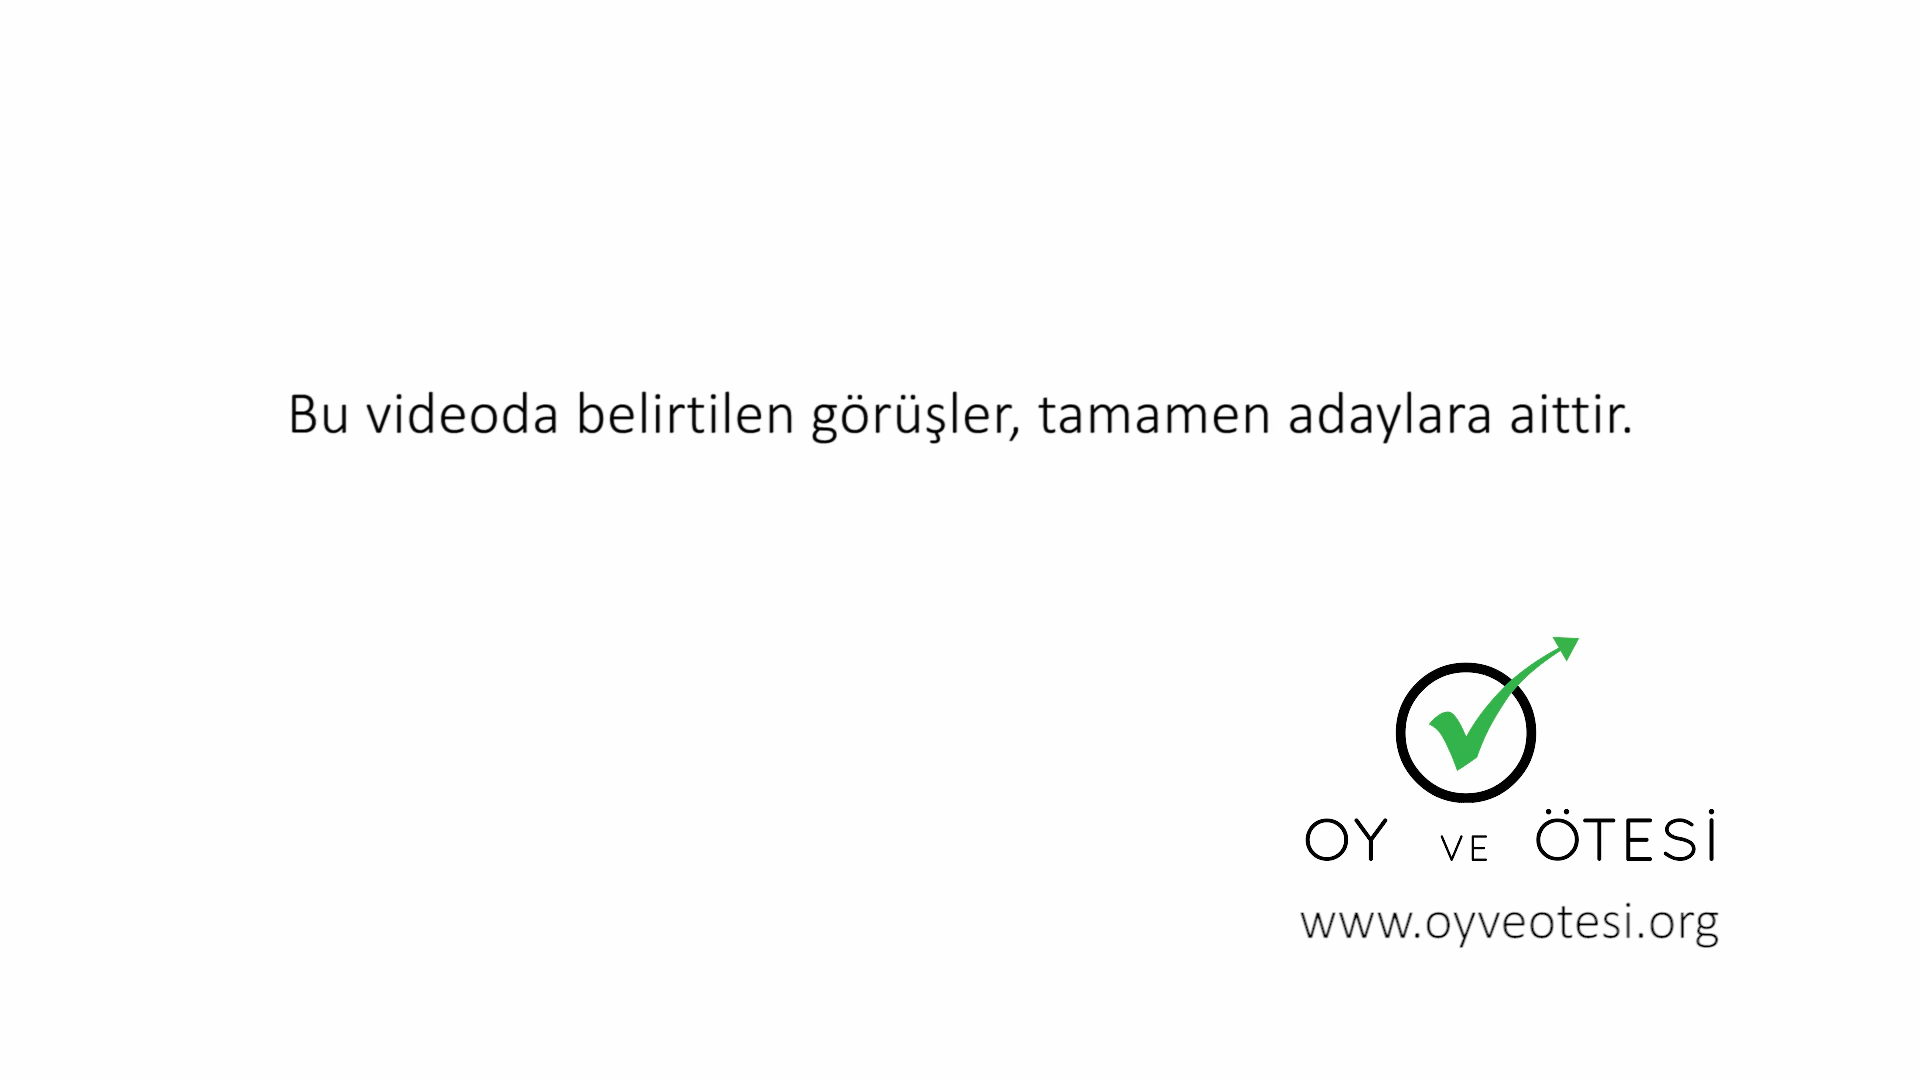 Bu videoda belirtilen görüşler, tamamen adaylara aittir.
OY VE ÖTESİ
www.oyveotesi.org